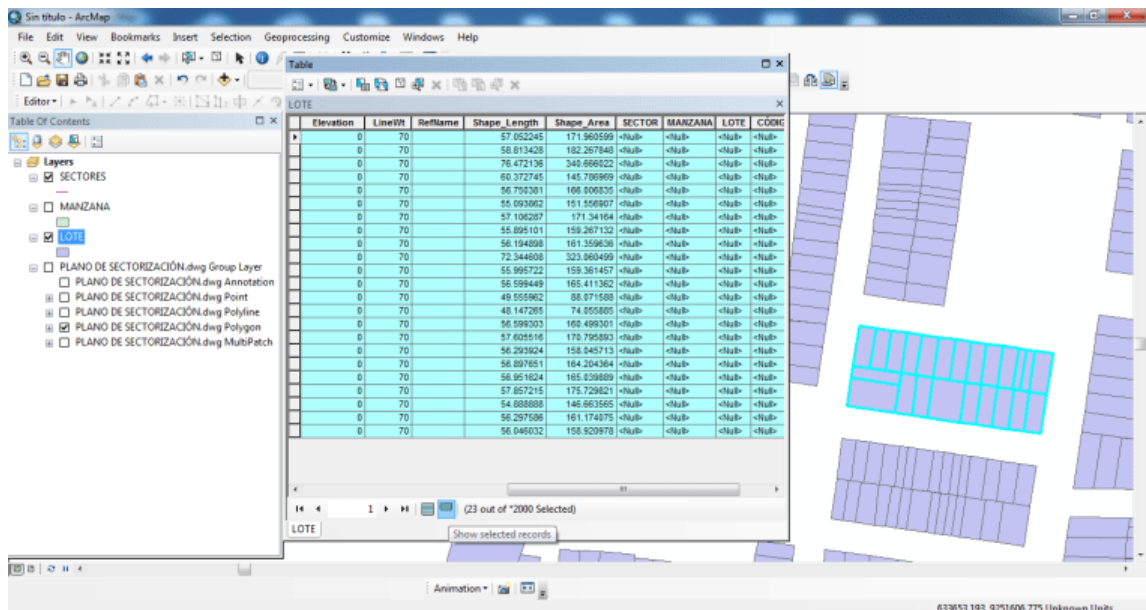 Sin título - ArcMap
File Edit View Bookmarks Insert Selection Geoprocessing Customize Windows Help
Editor
Table Of Contents
Layers
SECTORES
MANZANA
LOTE
PLANO DE SECTORIZACIÓN.dwg Group Layer
PLANO DE SECTORIZACIÓN.dwg Annotation
PLANO DE SECTORIZACIÓN.dwg Point
PLANO DE SECTORIZACIÓN.dwg Polyline
PLANO DE SECTORIZACIÓN.dwg Polygon
PLANO DE SECTORIZACIÓN.dwg MultiPatch
Table
LOTE
Elevation LineWt RefName Shape_Length Shape_Area SECTOR MANZANA LOTE CÓDIG
0 70 57.052245 171.960599 <Null> <Null> <Null> <Null>
0 70 58.813428 182.267848 <Null> <Null> <Null> <Null>
0 70 76.472136 340.666022 <Null> <Null> <Null> <Null>
0 70 60.372745 145.786969 <Null> <Null> <Null> <Null>
0 70 56.750381 166.006835 <Null> <Null> <Null> <Null>
0 70 55.093862 151.556907 <Null> <Null> <Null> <Null>
0 70 57.106287 171.34164 <Null> <Null> <Null> <Null>
0 70 55.895101 159.267132 <Null> <Null> <Null> <Null>
0 70 56.194898 161.359636 <Null> <Null> <Null> <Null>
0 70 72.344608 323.060499 <Null> <Null> <Null> <Null>
0 70 55.995722 159.361457 <Null> <Null> <Null> <Null>
0 70 56.599449 165.411362 <Null> <Null> <Null> <Null>
0 70 49.555962 88.071588 <Null> <Null> <Null> <Null>
0 70 48.147265 74.055885 <Null> <Null> <Null> <Null>
0 70 56.599303 160.499301 <Null> <Null> <Null> <Null>
0 70 57.605516 170.795893 <Null> <Null> <Null> <Null>
0 70 56.293924 158.045713 <Null> <Null> <Null> <Null>
0 70 56.897651 164.204364 <Null> <Null> <Null> <Null>
0 70 56.951624 165.039889 <Null> <Null> <Null> <Null>
0 70 57.857215 175.729821 <Null> <Null> <Null> <Null>
0 70 54.888888 146.663565 <Null> <Null> <Null> <Null>
0 70 56.297586 161.174075 <Null> <Null> <Null> <Null>
0 70 56.046032 158.920978 <Null> <Null> <Null> <Null>
1 (23 out of *2000 Selected)
LOTE
Show selected records
Animation
633653.193 9251606.775 Unknown Units